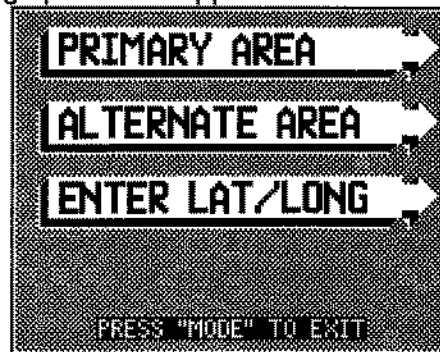 PRIMARY AREA
ALTERNATE AREA
ENTER LAT/LONG
PRESS "MODE" TO EXIT